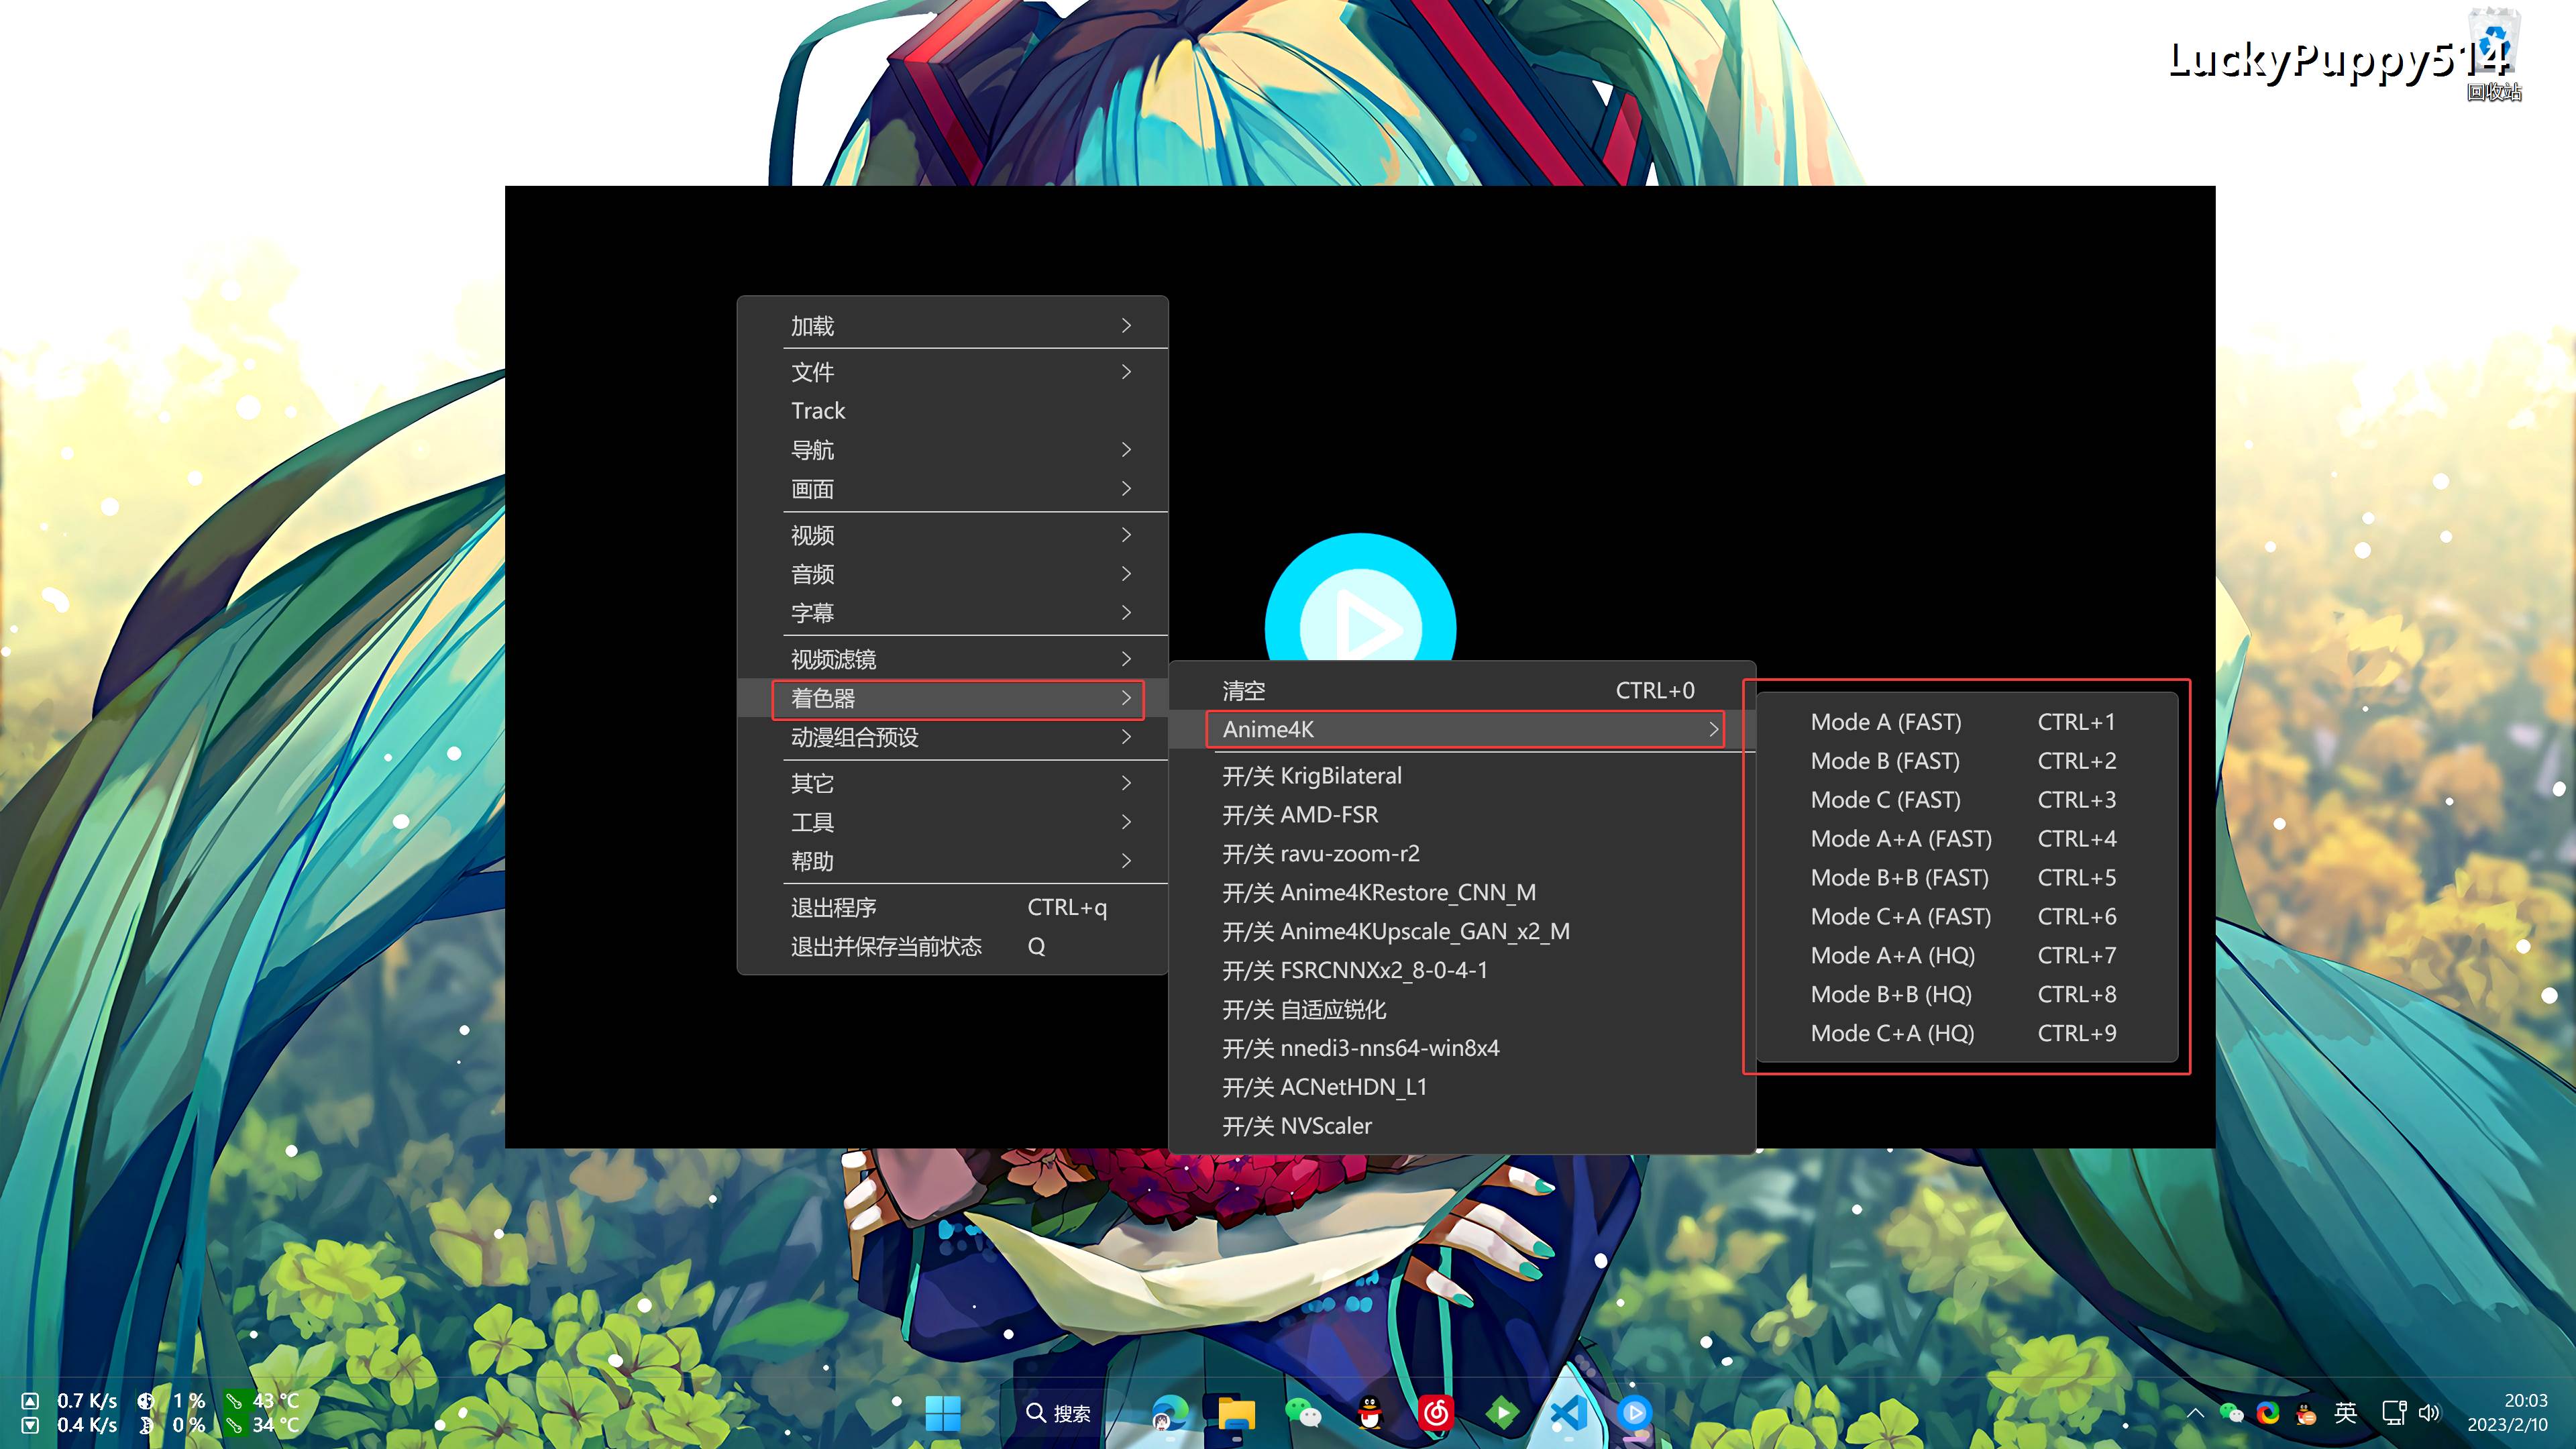 LuckyPuppy514
回收站
加载
文件
Track
导航
画面
视频
音频
字幕
视频滤镜
着色器
动漫组合预设
其它
工具
帮助
退出程序 CTRL+q
退出并保存当前状态 Q
清空 CTRL+0
Anime4K
开/关 KrigBilateral
开/关 AMD-FSR
开/关 ravu-zoom-r2
开/关 Anime4KRestore_CNN_M
开/关 Anime4KUpscale_GAN_x2_M
开/关 FSRCNNXx2_8-0-4-1
开/关 自适应锐化
开/关 nnedi3-nns64-win8x4
开/关 ACNetHDN_L1
开/关 NVScaler
Mode A (FAST) CTRL+1
Mode B (FAST) CTRL+2
Mode C (FAST) CTRL+3
Mode A+A (FAST) CTRL+4
Mode B+B (FAST) CTRL+5
Mode C+A (FAST) CTRL+6
Mode A+A (HQ) CTRL+7
Mode B+B (HQ) CTRL+8
Mode C+A (HQ) CTRL+9
0.7 K/s 1 % 43 °C
0.4 K/s 0 % 34 °C
搜索
英
20:03
2023/2/10